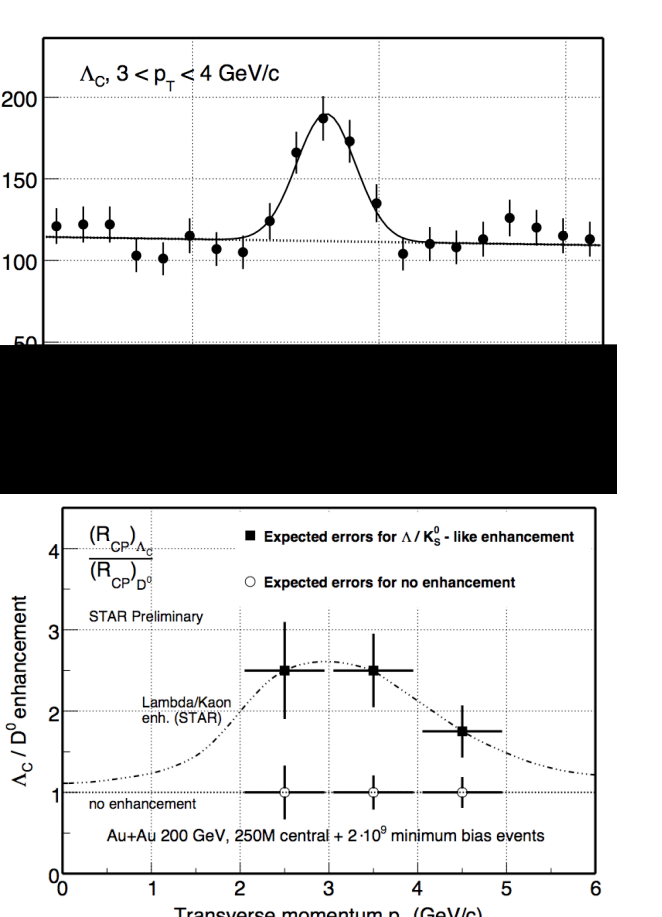 Λ_C, 3 < p_T < 4 GeV/c
200
150
100
50
(R_CP)_Λ_C
(R_CP)_D⁰
■ Expected errors for Λ / K⁰_S - like enhancement
○ Expected errors for no enhancement
STAR Preliminary
Lambda/Kaon
enh. (STAR)
no enhancement
Au+Au 200 GeV, 250M central + 2·10⁹ minimum bias events
Λ_C / D⁰ enhancement
4
3
2
1
0
0 1 2 3 4 5 6
Transverse momentum p (GeV/c)